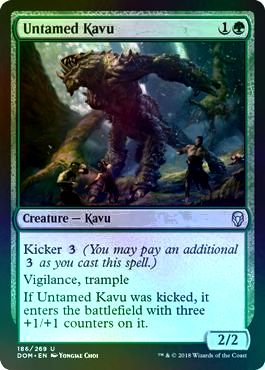 Untamed Kavu 1
Creature — Kavu
Kicker 3 (You may pay an additional
3 as you cast this spell.)
Vigilance, trample
If Untamed Kavu was kicked, it
enters the battlefield with three
+1/+1 counters on it.
2/2
186/269 U
DOM • EN YONGJAE CHOI
™ & © 2018 Wizards of the Coast